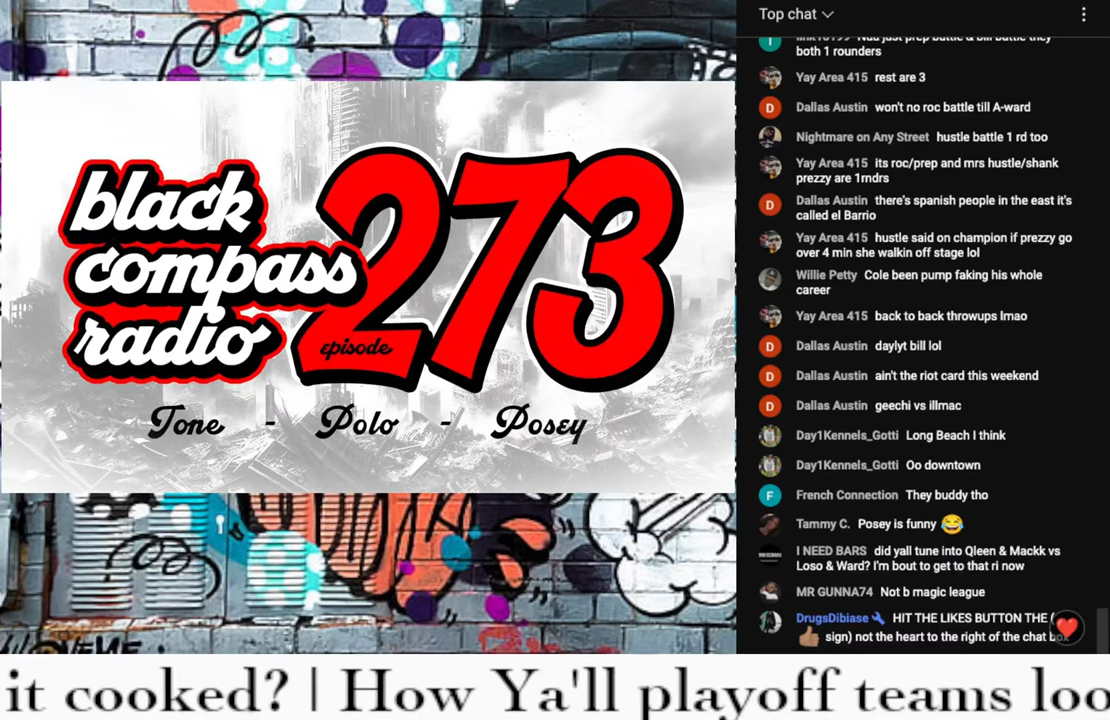 Top chat
both 1 rounders
Yay Area 415 rest are 3
Dallas Austin won't no roc battle till A-ward
Nightmare on Any Street hustle battle 1 rd too
Yay Area 415 its roc/prep and mrs hustle/shank
prezzy are 1rndrs
Dallas Austin there's spanish people in the east it's
called el Barrio
Yay Area 415 hustle said on champion if prezzy go
over 4 min she walkin off stage lol
Willie Petty Cole been pump faking his whole
career
Yay Area 415 back to back throwups lmao
Dallas Austin daylyt bill lol
Dallas Austin ain't the riot card this weekend
Dallas Austin geechi vs illmac
Day1Kennels_Gotti Long Beach I think
Day1Kennels_Gotti Oo downtown
French Connection They buddy tho
Tammy C. Posey is funny 😂
I NEED BARS did yall tune into Qleen & Mackk vs
Loso & Ward? I'm bout to get to that ri now
MR GUNNA74 Not b magic league
DrugsDibiase HIT THE LIKES BUTTON THE (
👍 sign) not the heart to the right of the chat box
black
compass
radio
273
episode
Tone - Polo - Posey
it cooked? | How Ya'll playoff teams loo